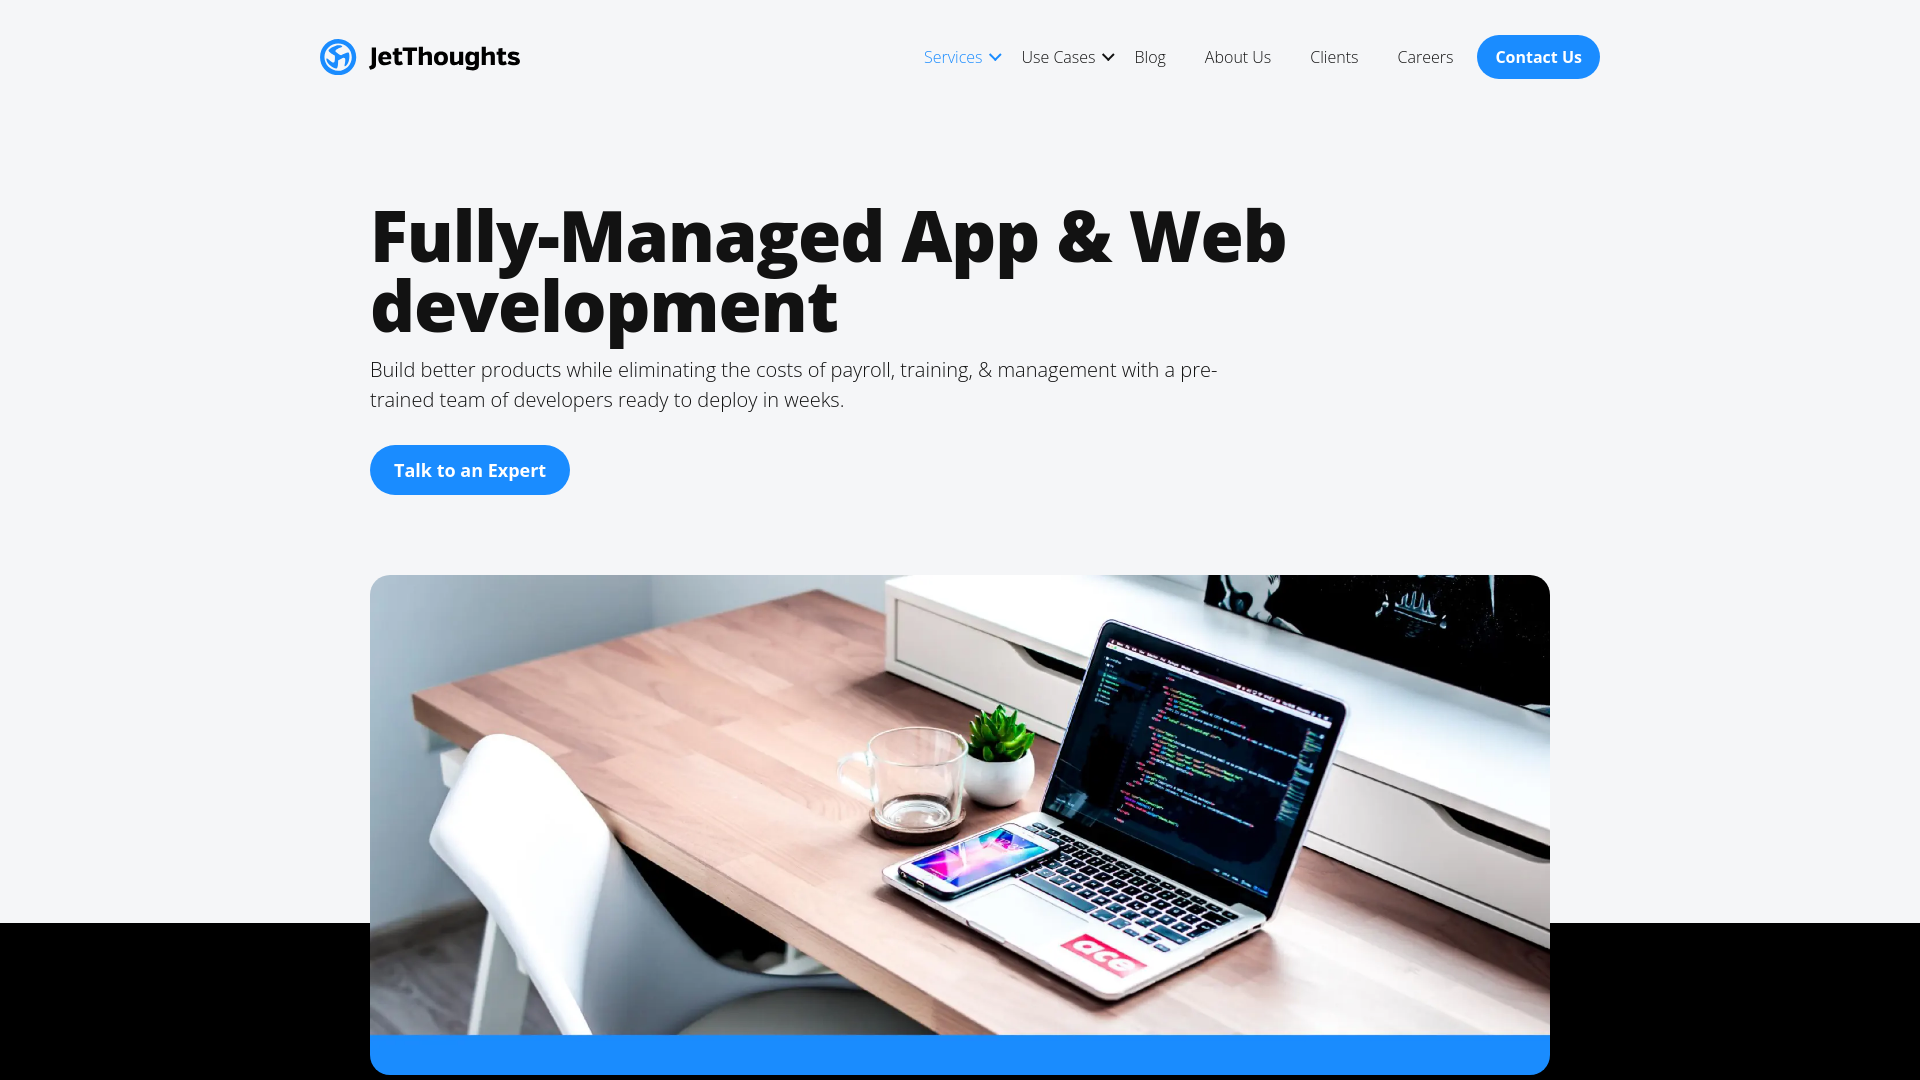 JetThoughts
Services
Use Cases
Blog
About Us
Clients
Careers
Contact Us
Fully-Managed App & Web
development
Build better products while eliminating the costs of payroll, training, & management with a pre-
trained team of developers ready to deploy in weeks.
Talk to an Expert
ace